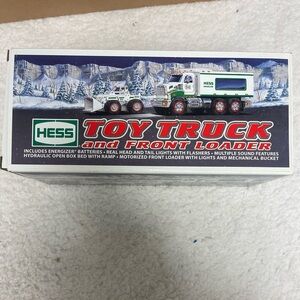 HESS
TOY TRUCK
and FRONT LOADER
INCLUDES ENERGIZER® BATTERIES • REAL HEAD AND TAIL LIGHTS WITH FLASHERS • MULTIPLE SOUND FEATURES
HYDRAULIC OPEN BOX BED WITH RAMP • MOTORIZED FRONT LOADER WITH LIGHTS AND MECHANICAL BUCKET